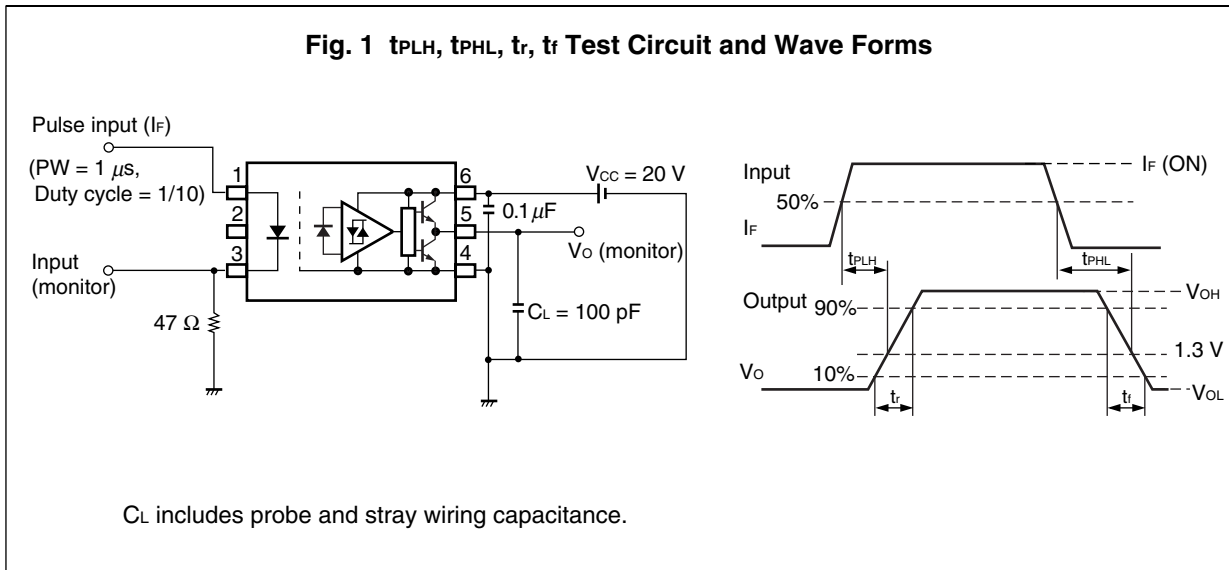 Fig. 1 tPLH, tPHL, tr, tf Test Circuit and Wave Forms
Pulse input (IF)
(PW = 1 μs,
Duty cycle = 1/10)
1
2
3
6
5
4
Input
(monitor)
47 Ω
VCC = 20 V
0.1 μF
VO (monitor)
CL = 100 pF
Input
50%
IF
IF (ON)
tPLH
tPHL
Output
90%
VOH
1.3 V
VO
10%
VOL
tr
tf
CL includes probe and stray wiring capacitance.